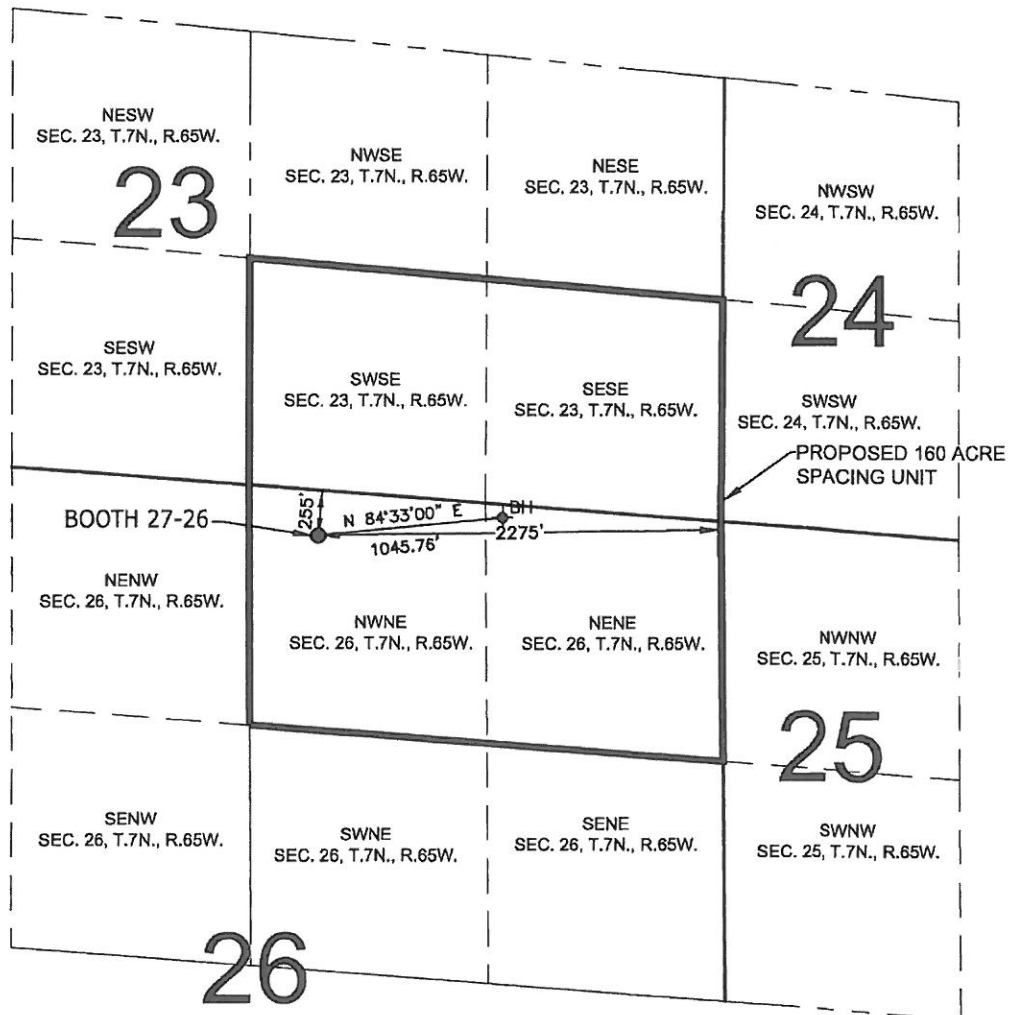 NESW
SEC. 23, T.7N., R.65W.
23
NWSE
SEC. 23, T.7N., R.65W.
NESE
SEC. 23, T.7N., R.65W.
NWSW
SEC. 24, T.7N., R.65W.
24
SESW
SEC. 23, T.7N., R.65W.
SWSE
SEC. 23, T.7N., R.65W.
SESE
SEC. 23, T.7N., R.65W.
SWSW
SEC. 24, T.7N., R.65W.
PROPOSED 160 ACRE
SPACING UNIT
BOOTH 27-26
255'
N 84°33'00" E
1045.76'
BH
2275'
NENW
SEC. 26, T.7N., R.65W.
NWNE
SEC. 26, T.7N., R.65W.
NENE
SEC. 26, T.7N., R.65W.
NWNW
SEC. 25, T.7N., R.65W.
25
SENW
SEC. 26, T.7N., R.65W.
SWNE
SEC. 26, T.7N., R.65W.
SENE
SEC. 26, T.7N., R.65W.
SWNW
SEC. 25, T.7N., R.65W.
26